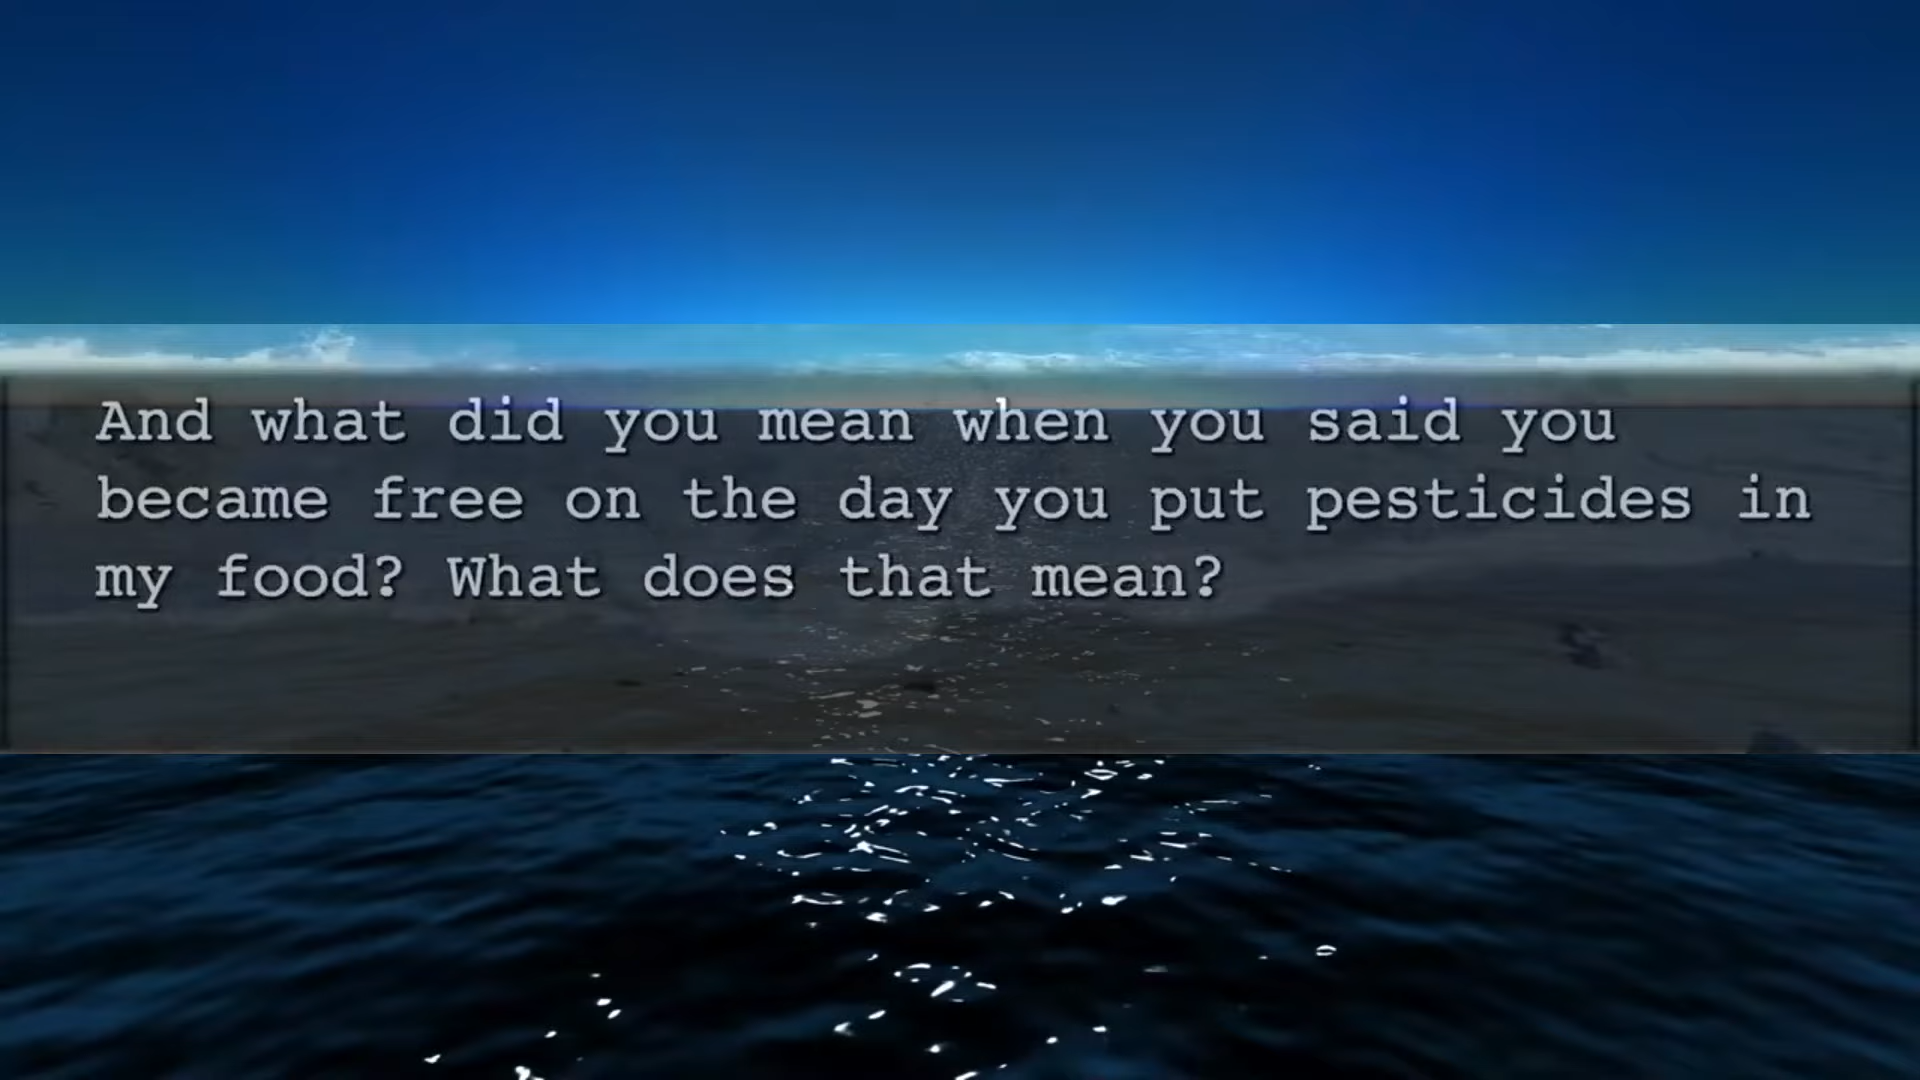 And what did you mean when you said you
became free on the day you put pesticides in
my food? What does that mean?